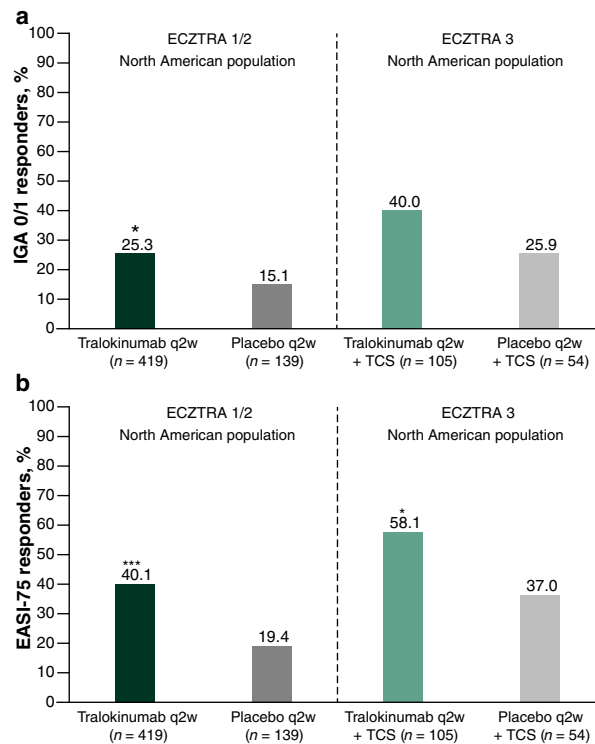 a
ECZTRA 1/2
North American population
ECZTRA 3
North American population
IGA 0/1 responders, %
100
90
80
70
60
50
40
30
20
10
0
*
25.3
15.1
40.0
25.9
Tralokinumab q2w
(n = 419)
Placebo q2w
(n = 139)
Tralokinumab q2w
+ TCS (n = 105)
Placebo q2w
+ TCS (n = 54)
b
ECZTRA 1/2
North American population
ECZTRA 3
North American population
EASI-75 responders, %
100
90
80
70
60
50
40
30
20
10
0
***
40.1
19.4
*
58.1
37.0
Tralokinumab q2w
(n = 419)
Placebo q2w
(n = 139)
Tralokinumab q2w
+ TCS (n = 105)
Placebo q2w
+ TCS (n = 54)